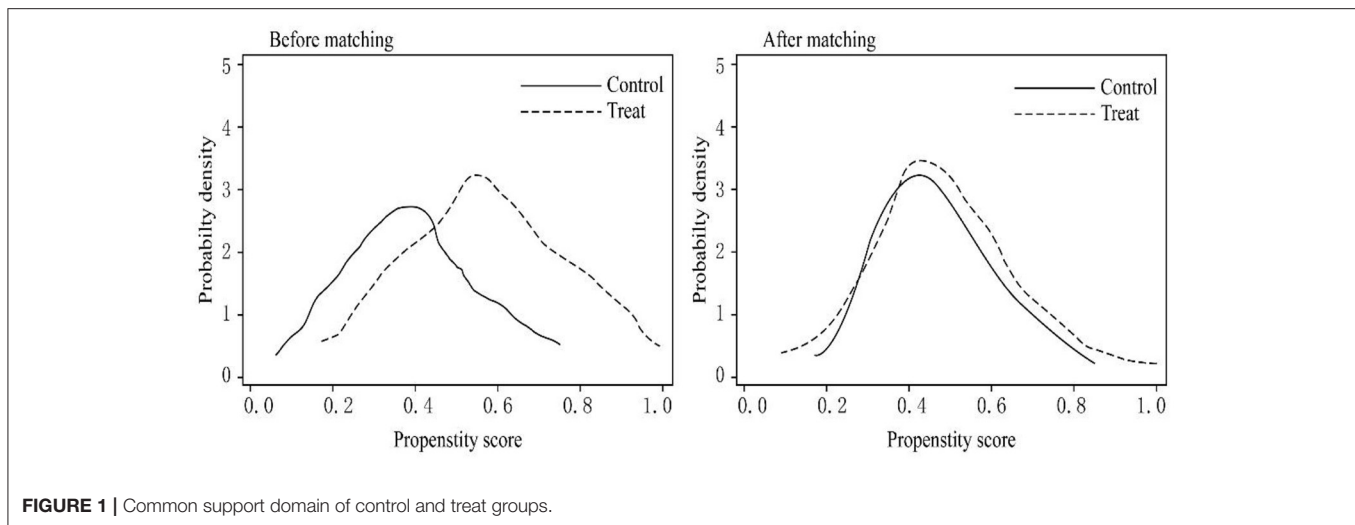 Before matching
5
4
3
2
1
0
Probabilty density
Control
Treat
0.0 0.2 0.4 0.6 0.8 1.0
Propenstity score
After matching
5
4
3
2
1
0
Probabilty density
Control
Treat
0.0 0.2 0.4 0.6 0.8 1.0
Propenstity score
FIGURE 1 | Common support domain of control and treat groups.